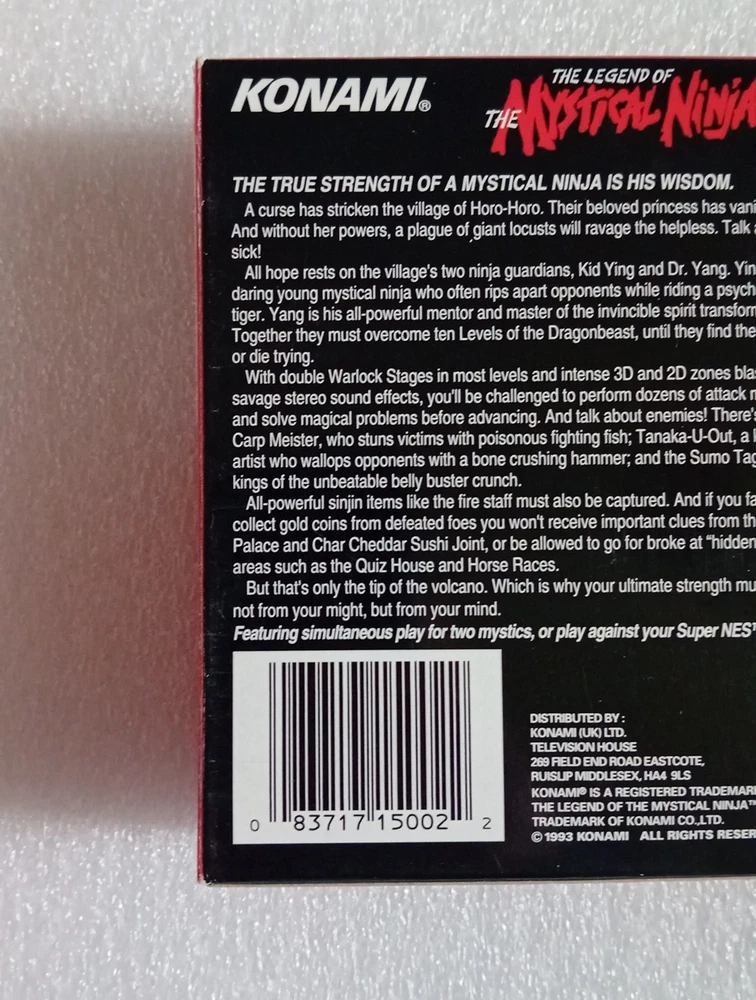 KONAMI®
THE LEGEND OF
THE MYSTICAL NINJA
THE TRUE STRENGTH OF A MYSTICAL NINJA IS HIS WISDOM.
A curse has stricken the village of Horo-Horo. Their beloved princess has
And without her powers, a plague of giant locusts will ravage the helpless. Talk
sick!
All hope rests on the village's two ninja guardians, Kid Ying and Dr. Yang.
daring young mystical ninja who often rips apart opponents while riding a
tiger. Yang is his all-powerful mentor and master of the invincible spirit
Together they must overcome ten Levels of the Dragonbeast, until they find the
or die trying.
With double Warlock Stages in most levels and intense 3D and 2D zones
savage stereo sound effects, you'll be challenged to perform dozens of attack
and solve magical problems before advancing. And talk about enemies! There's
Carp Meister, who stuns victims with poisonous fighting fish; Tanaka-U-Out, a
artist who wallops opponents with a bone crushing hammer; and the Sumo
kings of the unbeatable belly buster crunch.
All-powerful sinjin items like the fire staff must also be captured. And if you
collect gold coins from defeated foes you won't receive important clues from
Palace and Char Cheddar Sushi Joint, or be allowed to go for broke at "hidden
areas such as the Quiz House and Horse Races.
But that's only the tip of the volcano. Which is why your ultimate strength
not from your might, but from your mind.
Featuring simultaneous play for two mystics, or play against your Super NES™
0 83717 15002 2
DISTRIBUTED BY :
KONAMI (UK) LTD.
TELEVISION HOUSE
269 FIELD END ROAD EASTCOTE,
RUISLIP MIDDLESEX, HA4 9LS
KONAMI® IS A REGISTERED
THE LEGEND OF THE MYSTICAL NINJA™
TRADEMARK OF KONAMI CO.,LTD.
©1993 KONAMI ALL RIGHTS